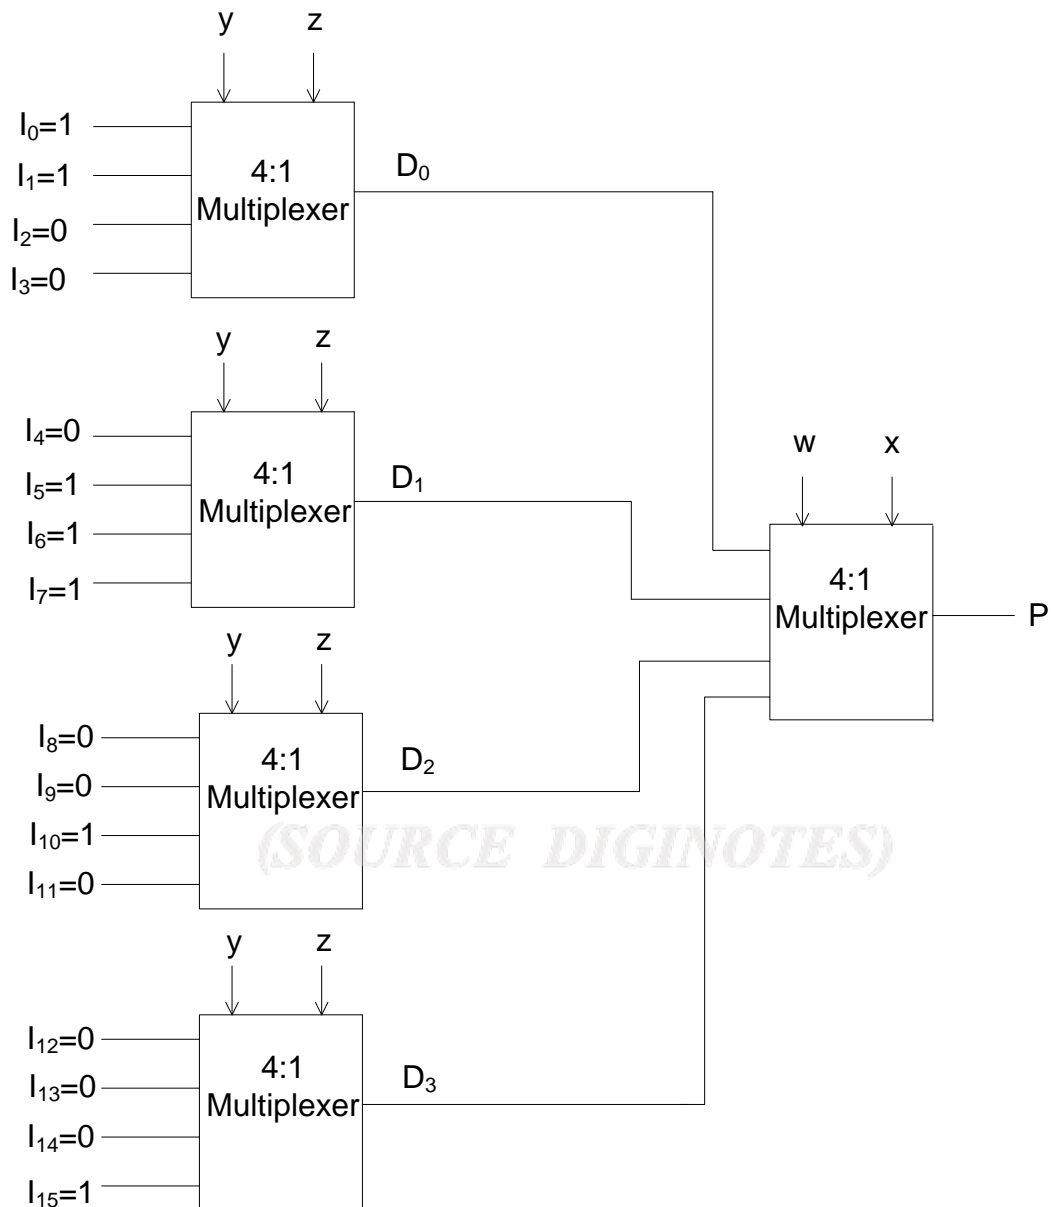 y z
I₀=1
I₁=1
I₂=0
I₃=0
4:1
Multiplexer
D₀
y z
I₄=0
I₅=1
I₆=1
I₇=1
4:1
Multiplexer
D₁
w x
4:1
Multiplexer
P
y z
I₈=0
I₉=0
I₁₀=1
I₁₁=0
4:1
Multiplexer
D₂
(SOURCE DIGINOTES)
y z
I₁₂=0
I₁₃=0
I₁₄=0
I₁₅=1
4:1
Multiplexer
D₃